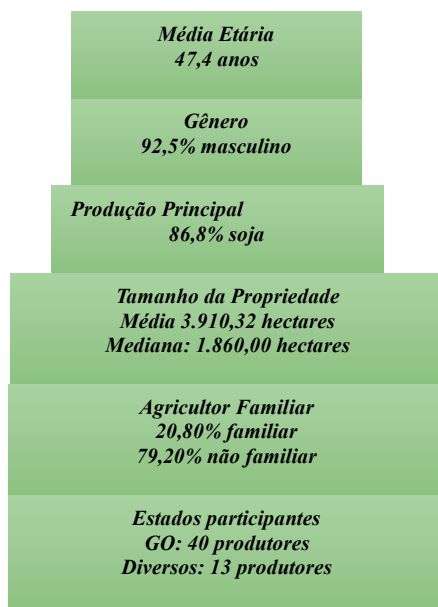 Média Etária
47,4 anos
Gênero
92,5% masculino
Produção Principal
86,8% soja
Tamanho da Propriedade
Média 3.910,32 hectares
Mediana: 1.860,00 hectares
Agricultor Familiar
20,80% familiar
79,20% não familiar
Estados participantes
GO: 40 produtores
Diversos: 13 produtores